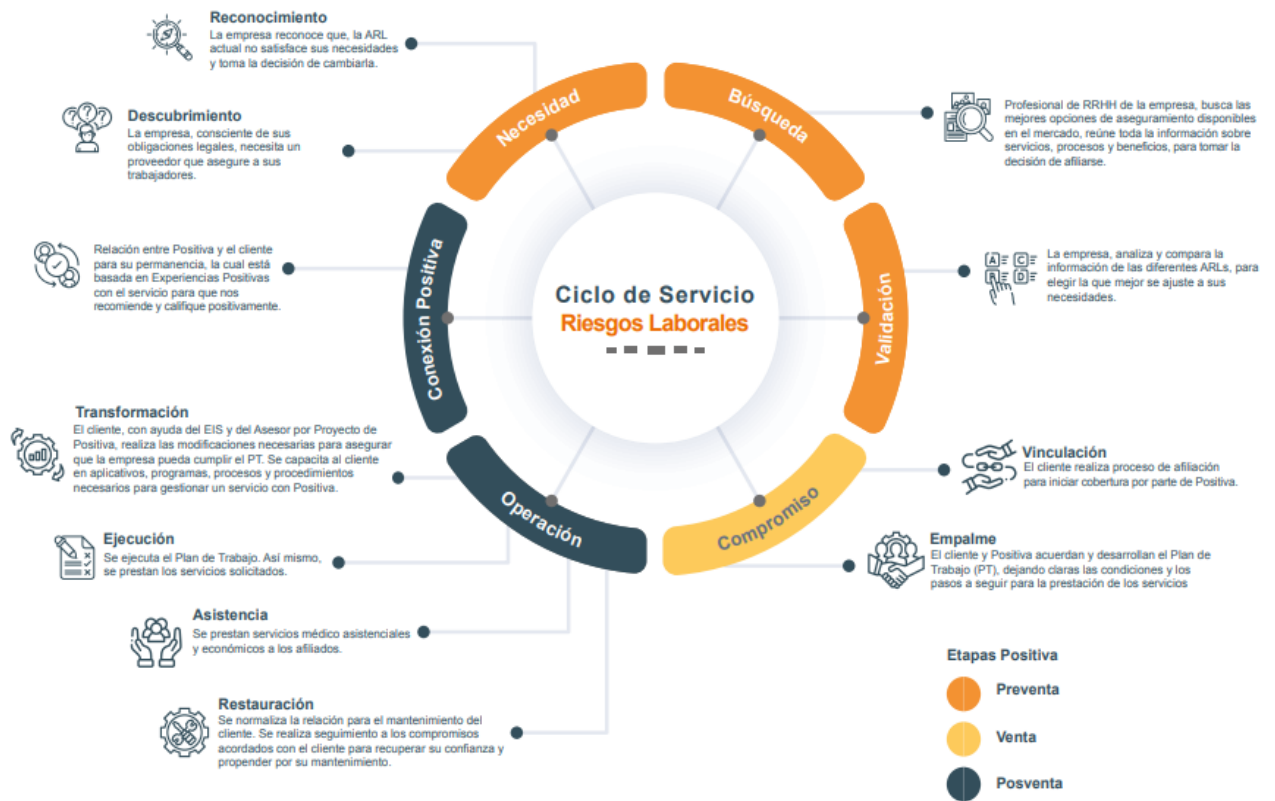 Reconocimiento
La empresa reconoce que, la ARL
actual no satisface sus necesidades
y toma la decisión de cambiarla.
Descubrimiento
La empresa, consciente de sus
obligaciones legales, necesita un
proveedor que asegure a sus
trabajadores.
Relación entre Positiva y el cliente
para su permanencia, la cual está
basada en Experiencias Positivas
con el servicio para que nos
recomiende y califique positivamente.
Transformación
El cliente, con ayuda del EIS y del Asesor por Proyecto de
Positiva, realiza las modificaciones necesarias para asegurar
que la empresa pueda cumplir el PT. Se capacita al cliente
en aplicativos, programas, procesos y procedimientos
necesarios para gestionar un servicio con Positiva.
Ejecución
Se ejecuta el Plan de Trabajo. Así mismo,
se prestan los servicios solicitados.
Asistencia
Se prestan servicios médico asistenciales
y económicos a los afiliados.
Restauración
Se normaliza la relación para el mantenimiento del
cliente. Se realiza seguimiento a los compromisos
acordados con el cliente para recuperar su confianza y
propender por su mantenimiento.
Necesidad
Búsqueda
Validación
Compromiso
Operación
Conexión Positiva
Ciclo de Servicio
Riesgos Laborales
Profesional de RRHH de la empresa, busca las
mejores opciones de aseguramiento disponibles
en el mercado, reúne toda la información sobre
servicios, procesos y beneficios, para tomar la
decisión de afiliarse.
A C
B D
La empresa, analiza y compara la
información de las diferentes ARLs, para
elegir la que mejor se ajuste a sus
necesidades.
Vinculación
El cliente realiza proceso de afiliación
para iniciar cobertura por parte de Positiva.
Empalme
El cliente y Positiva acuerdan y desarrollan el Plan de
Trabajo (PT), dejando claras las condiciones y los
pasos a seguir para la prestación de los servicios
Etapas Positiva
Preventa
Venta
Posventa